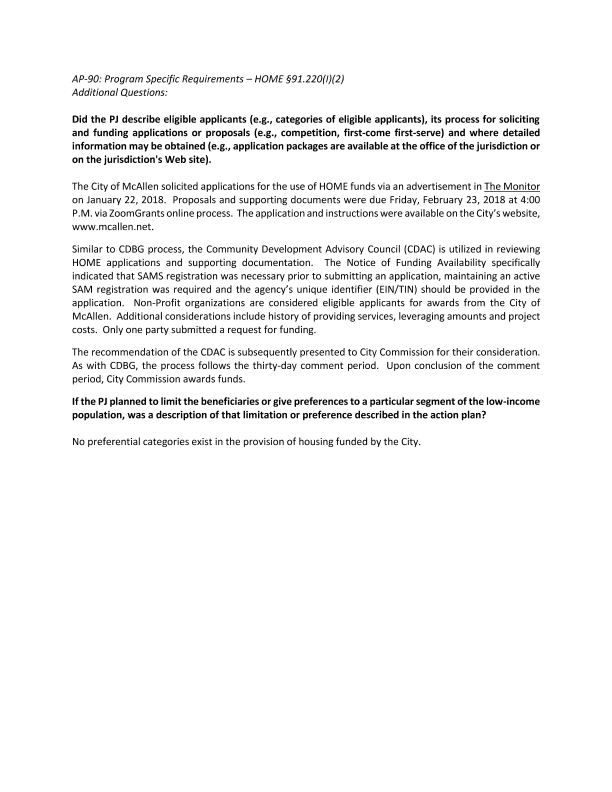 AP-90: Program Specific Requirements – HOME §91.220(I)(2)
Additional Questions:
Did the PJ describe eligible applicants (e.g., categories of eligible applicants), its process for soliciting
and funding applications or proposals (e.g., competition, first-come first-serve) and where detailed
information may be obtained (e.g., application packages are available at the office of the jurisdiction or
on the jurisdiction's Web site).
The City of McAllen solicited applications for the use of HOME funds via an advertisement in The Monitor
on January 22, 2018.  Proposals and supporting documents were due Friday, February 23, 2018 at 4:00
P.M. via ZoomGrants online process.  The application and instructions were available on the City’s website,
www.mcallen.net.
Similar to CDBG process, the Community Development Advisory Council (CDAC) is utilized in reviewing
HOME applications and supporting documentation.  The Notice of Funding Availability specifically
indicated that SAMS registration was necessary prior to submitting an application, maintaining an active
SAM registration was required and the agency’s unique identifier (EIN/TIN) should be provided in the
application.  Non-Profit organizations are considered eligible applicants for awards from the City of
McAllen.  Additional considerations include history of providing services, leveraging amounts and project
costs.  Only one party submitted a request for funding.
The recommendation of the CDAC is subsequently presented to City Commission for their consideration.
As with CDBG, the process follows the thirty-day comment period.  Upon conclusion of the comment
period, City Commission awards funds.
If the PJ planned to limit the beneficiaries or give preferences to a particular segment of the low-income
population, was a description of that limitation or preference described in the action plan?
No preferential categories exist in the provision of housing funded by the City.